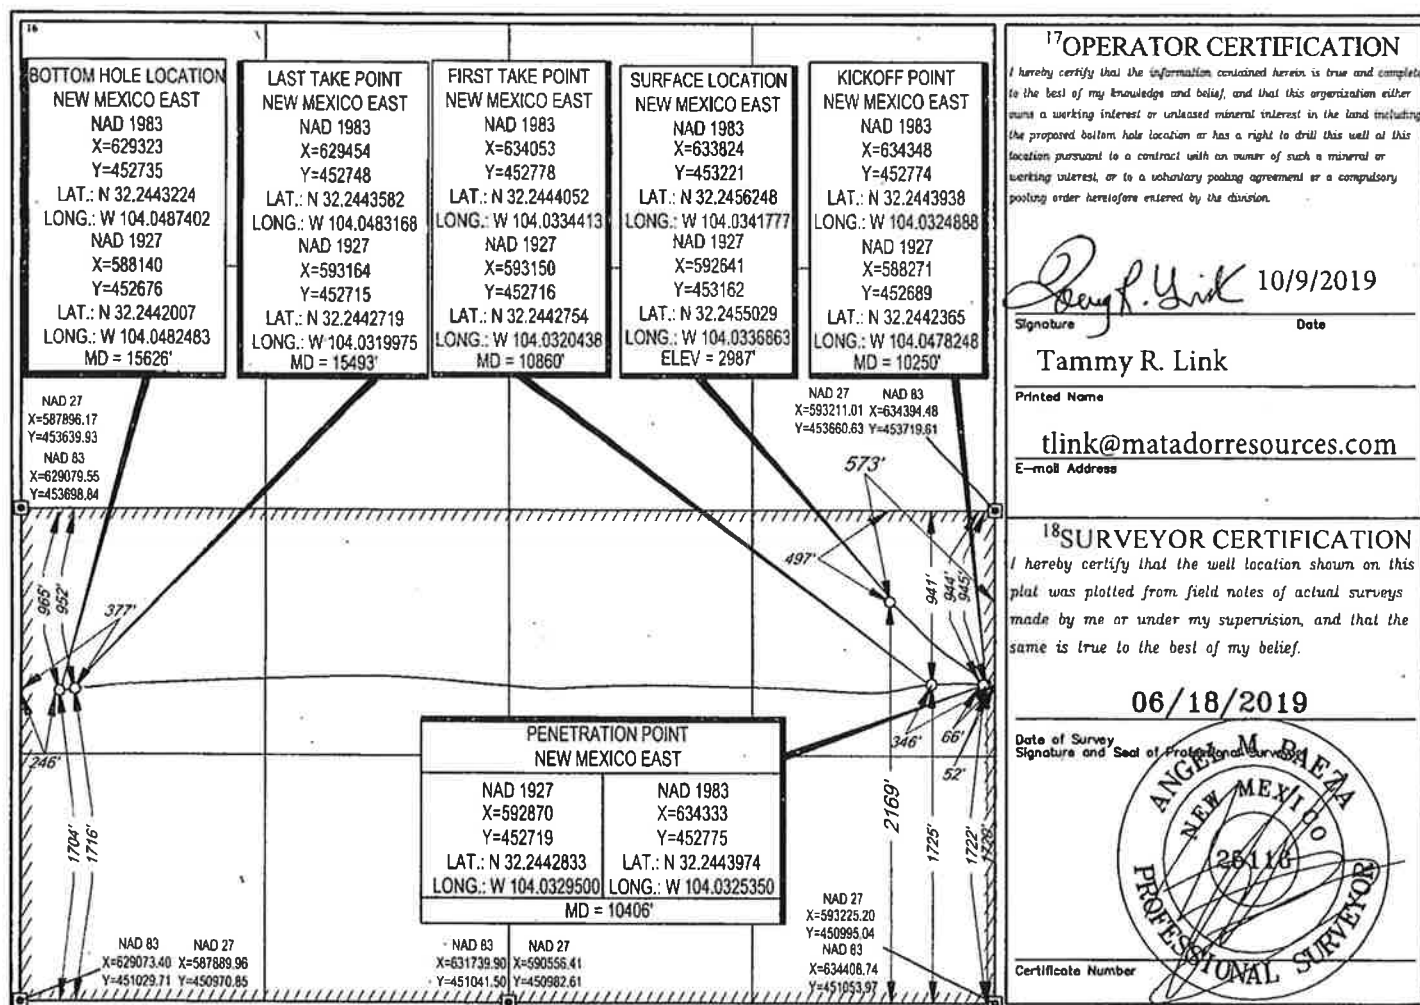 16
BOTTOM HOLE LOCATION
NEW MEXICO EAST
NAD 1983
X=629323
Y=452735
LAT.: N 32.2443224
LONG.: W 104.0487402
NAD 1927
X=588140
Y=452676
LAT.: N 32.2442007
LONG.: W 104.0482483
MD = 15626'
LAST TAKE POINT
NEW MEXICO EAST
NAD 1983
X=629454
Y=452748
LAT.: N 32.2443582
LONG.: W 104.0483168
NAD 1927
X=593164
Y=452715
LAT.: N 32.2442719
LONG.: W 104.0319975
MD = 15493'
FIRST TAKE POINT
NEW MEXICO EAST
NAD 1983
X=634053
Y=452778
LAT.: N 32.2444052
LONG.: W 104.0334413
NAD 1927
X=593150
Y=452716
LAT.: N 32.2442754
LONG.: W 104.0320438
MD = 10860'
SURFACE LOCATION
NEW MEXICO EAST
NAD 1983
X=633824
Y=453221
LAT.: N 32.2456248
LONG.: W 104.0341777
NAD 1927
X=592641
Y=453162
LAT.: N 32.2455029
LONG.: W 104.0336863
ELEV = 2987'
KICKOFF POINT
NEW MEXICO EAST
NAD 1983
X=634348
Y=452774
LAT.: N 32.2443938
LONG.: W 104.0324888
NAD 1927
X=588271
Y=452689
LAT.: N 32.2442365
LONG.: W 104.0478248
MD = 10250'
NAD 27
X=587896.17
Y=453639.93
NAD 83
X=629079.55
Y=453698.84
NAD 27 NAD 83
X=593211.01 X=634394.48
Y=453660.63 Y=453719.61
573'
497'
965'
952'
377'
941'
944'
945'
246'
346'
66'
52'
1704'
1716'
2169'
1725'
1722'
PENETRATION POINT
NEW MEXICO EAST
NAD 1927
X=592870
Y=452719
LAT.: N 32.2442833
LONG.: W 104.0329500
NAD 1983
X=634333
Y=452775
LAT.: N 32.2443974
LONG.: W 104.0325350
MD = 10406'
NAD 83 NAD 27
X=629073.40 X=587889.96
Y=451029.71 Y=450970.85
NAD 83 NAD 27
X=631739.90 X=590556.41
Y=451041.50 Y=450982.61
NAD 27
X=593225.20
Y=450995.04
NAD 83
X=634408.74
Y=451053.97
17 OPERATOR CERTIFICATION
I hereby certify that the information contained herein is true and complete
to the best of my knowledge and belief, and that this organization either
owns a working interest or unleased mineral interest in the land including
the proposed bottom hole location or has a right to drill this well at this
location pursuant to a contract with an owner of such a mineral or
working interest, or to a voluntary pooling agreement or a compulsory
pooling order heretofore entered by the division.
10/9/2019
Signature Date
Tammy R. Link
Printed Name
tlink@matadorresources.com
E-mail Address
18 SURVEYOR CERTIFICATION
I hereby certify that the well location shown on this
plat was plotted from field notes of actual surveys
made by me or under my supervision, and that the
same is true to the best of my belief.
06/18/2019
Date of Survey
Signature and Seal of Professional Surveyor
ANGEL M. BAEZA
NEW MEXICO
25116
PROFESSIONAL SURVEYOR
Certificate Number